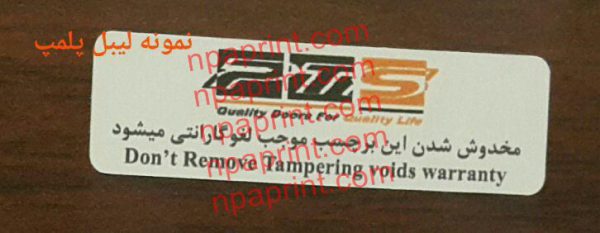 نمونه لیبل پلمپ
npaprint.com
Quality Doors For Quality Life
npaprint.com
مخدوش شدن این برچسب موجب لغو گارانتی میشود
npaprint.com
Don't Remove Tampering voids warranty
npaprint.com